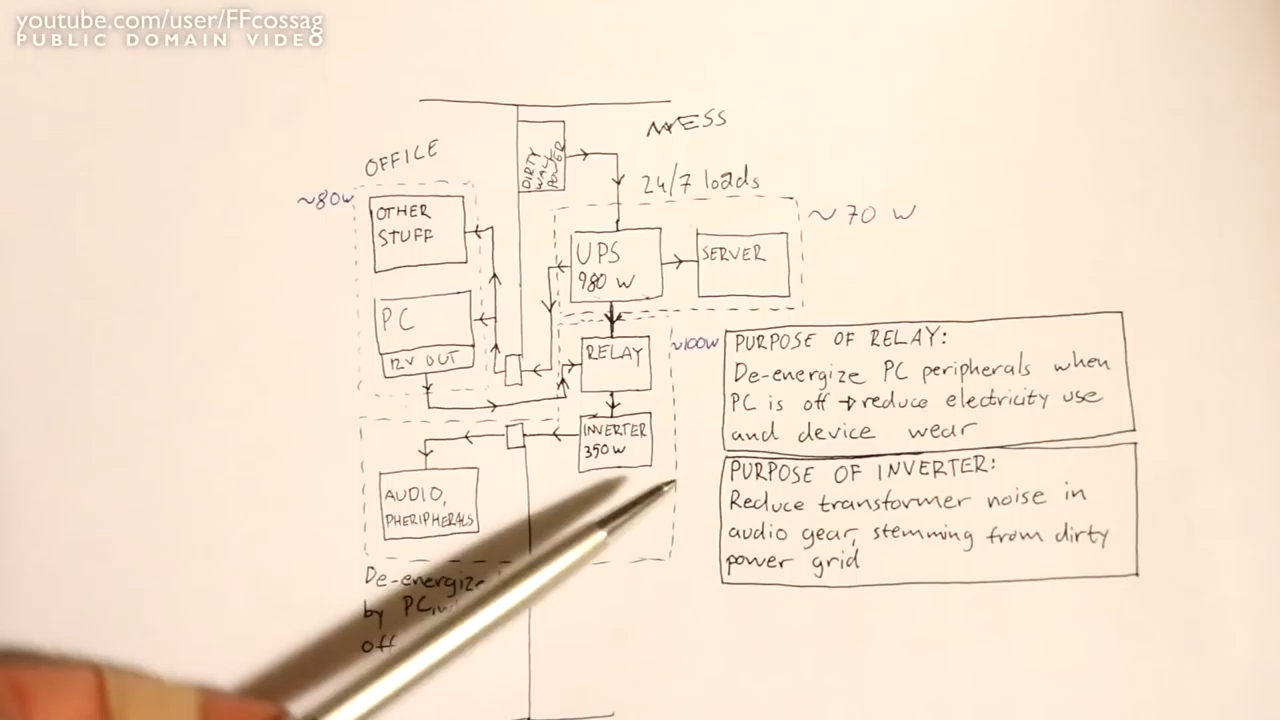 youtube.com/user/FFcossag
PUBLIC DOMAIN VIDEO
OFFICE
DIRTY
WALL
POWER
24/7 loads
~80W
OTHER
STUFF
~70 W
UPS
980 W
SERVER
PC
12V OUT
RELAY
~100W
PURPOSE OF RELAY:
De-energize PC peripherals when
PC is off → reduce electricity use
and device wear
INVERTER
350W
AUDIO,
PHERIPHERALS
PURPOSE OF INVERTER:
Reduce transformer noise in
audio gear, stemming from dirty
power grid
De-energize
by PC
off